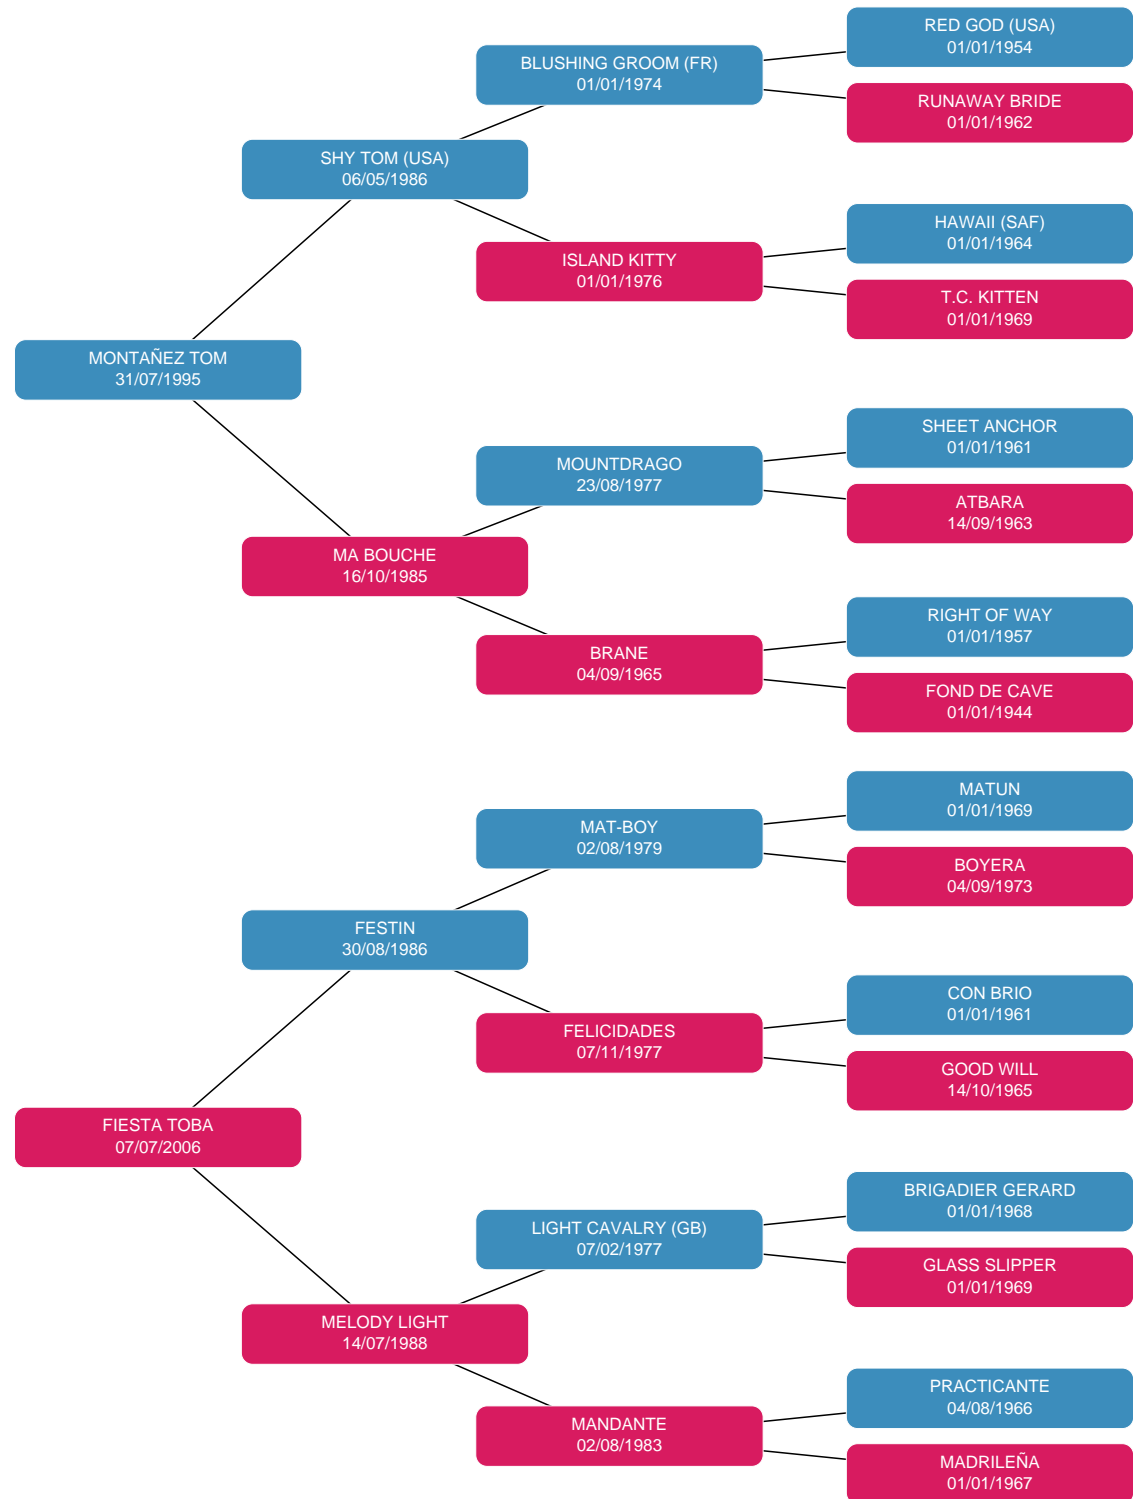 RED GOD (USA)
01/01/1954
BLUSHING GROOM (FR)
01/01/1974
RUNAWAY BRIDE
01/01/1962
SHY TOM (USA)
06/05/1986
HAWAII (SAF)
01/01/1964
ISLAND KITTY
01/01/1976
T.C. KITTEN
01/01/1969
MONTAÑEZ TOM
31/07/1995
SHEET ANCHOR
01/01/1961
MOUNTDRAGO
23/08/1977
ATBARA
14/09/1963
MA BOUCHE
16/10/1985
RIGHT OF WAY
01/01/1957
BRANE
04/09/1965
FOND DE CAVE
01/01/1944
MATUN
01/01/1969
MAT-BOY
02/08/1979
BOYERA
04/09/1973
FESTIN
30/08/1986
CON BRIO
01/01/1961
FELICIDADES
07/11/1977
GOOD WILL
14/10/1965
FIESTA TOBA
07/07/2006
BRIGADIER GERARD
01/01/1968
LIGHT CAVALRY (GB)
07/02/1977
GLASS SLIPPER
01/01/1969
MELODY LIGHT
14/07/1988
PRACTICANTE
04/08/1966
MANDANTE
02/08/1983
MADRILEÑA
01/01/1967